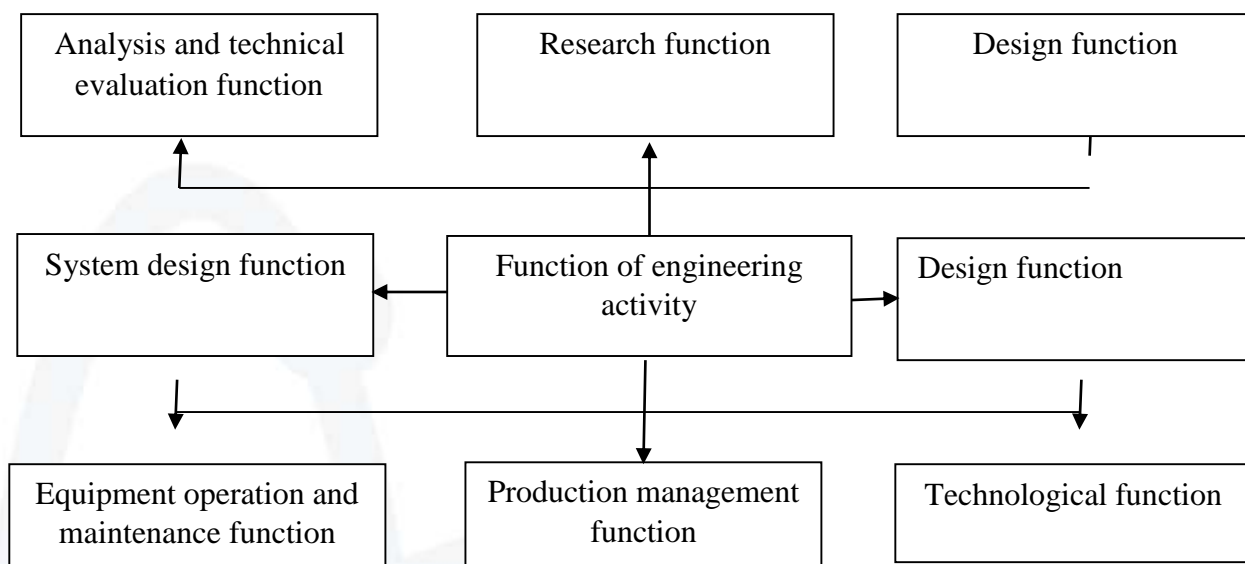 Analysis and technical
evaluation function
Research function
Design function
System design function
Function of engineering
activity
Design function
Equipment operation and
maintenance function
Production management
function
Technological function